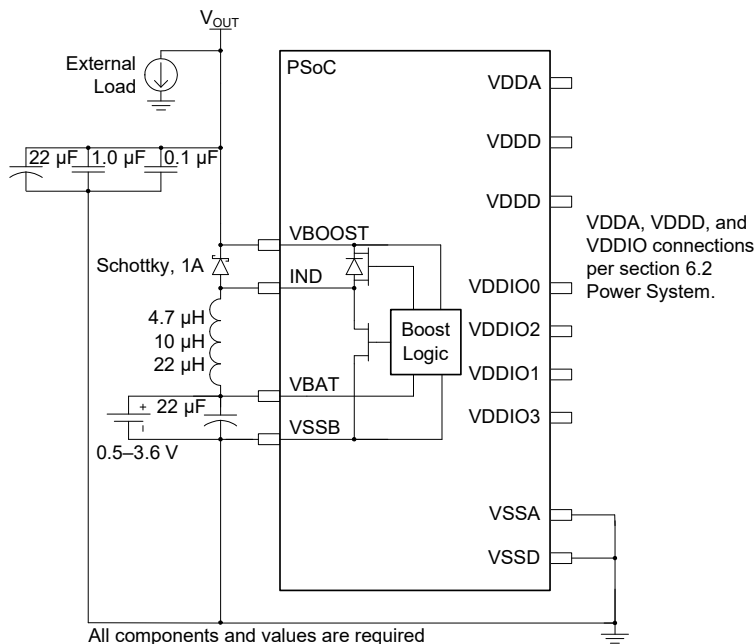 VOUT
External
Load
PSoC
VDDA
22 µF
1.0 µF
0.1 µF
VDDD
VDDD
VDDA, VDDD, and
VDDIO connections
per section 6.2
Power System.
VBOOST
Schottky, 1A
IND
VDDIO0
4.7 µH
10 µH
22 µH
Boost
Logic
VDDIO2
VBAT
VDDIO1
+
22 µF
-
VSSB
VDDIO3
0.5–3.6 V
VSSA
VSSD
All components and values are required